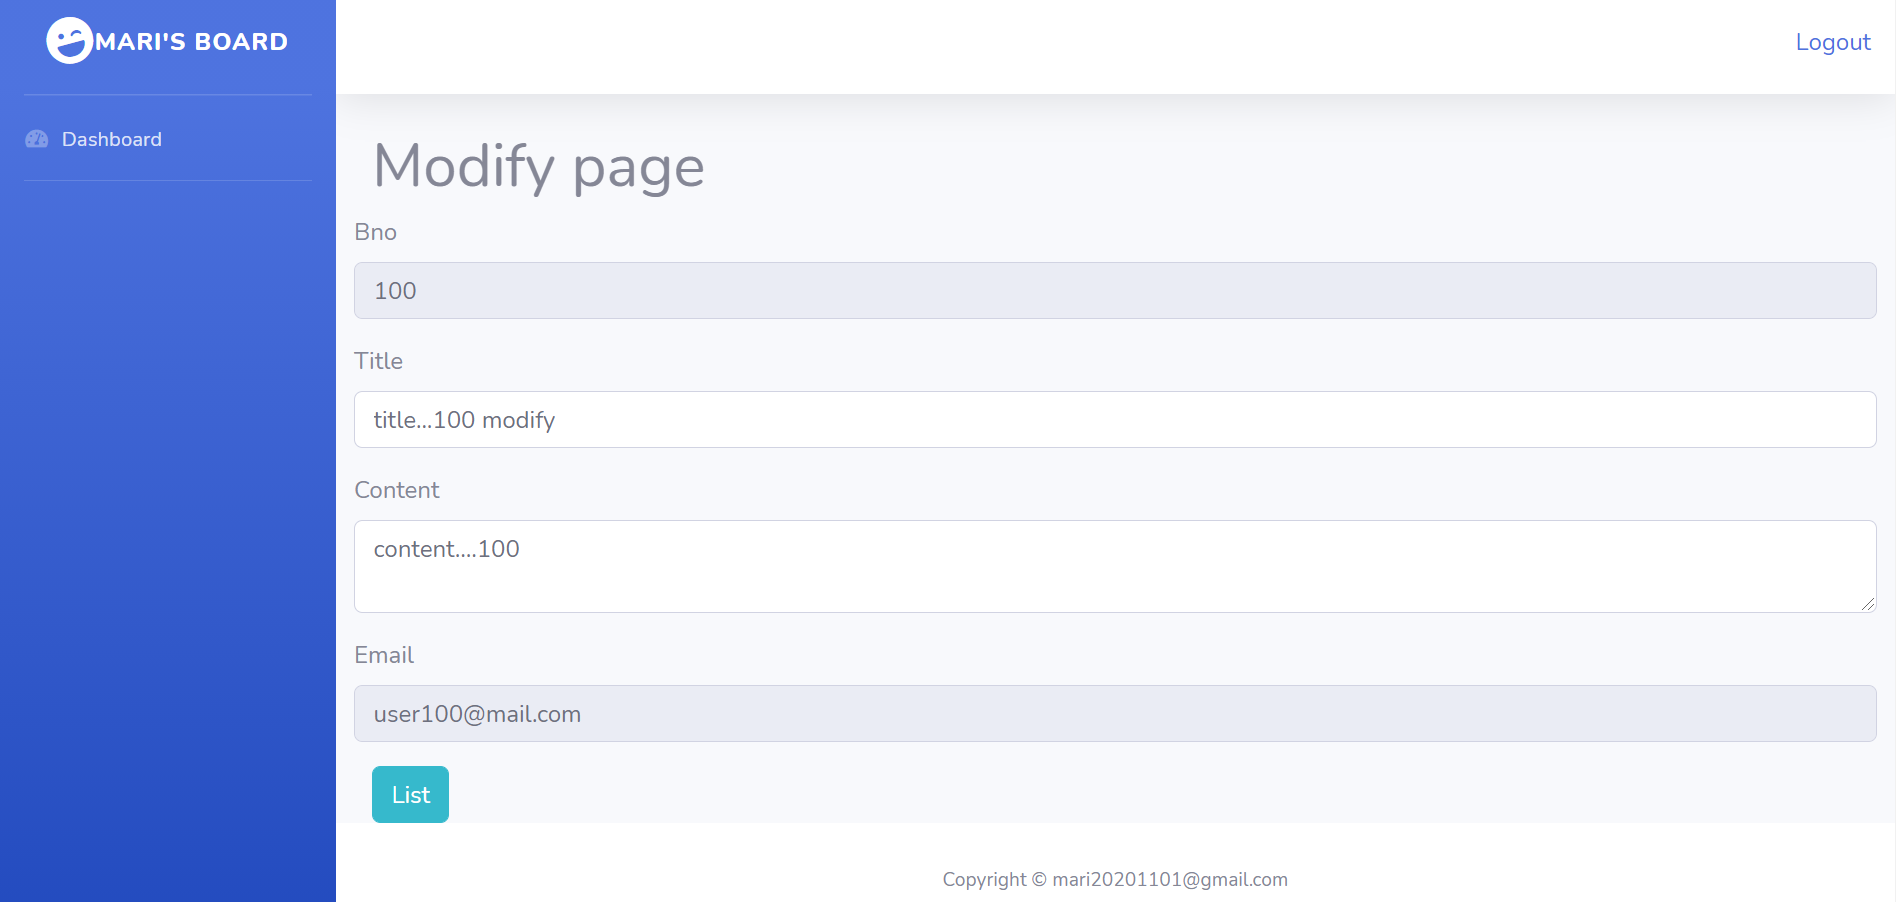 MARI'S BOARD
Logout
Dashboard
Modify page
Bno
100
Title
title...100 modify
Content
content....100
Email
user100@mail.com
List
Copyright © mari20201101@gmail.com